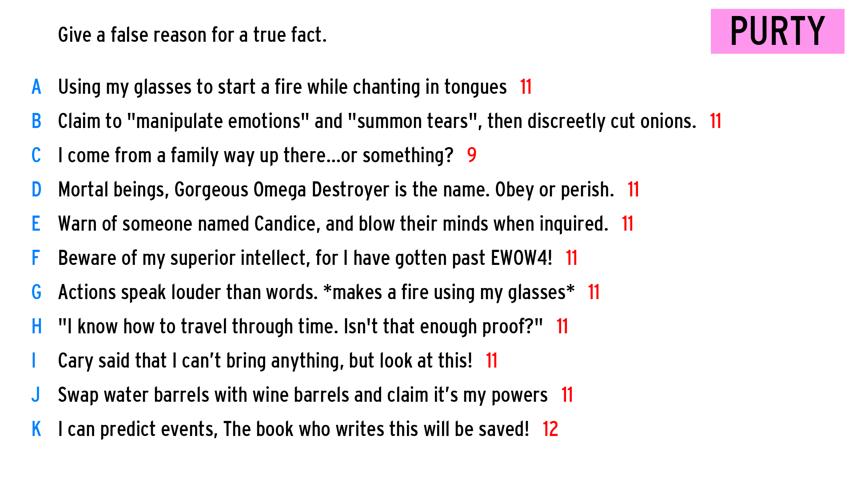 Give a false reason for a true fact.
PURTY
A Using my glasses to start a fire while chanting in tongues 11
B Claim to "manipulate emotions" and "summon tears", then discreetly cut onions. 11
C I come from a family way up there...or something? 9
D Mortal beings, Gorgeous Omega Destroyer is the name. Obey or perish. 11
E Warn of someone named Candice, and blow their minds when inquired. 11
F Beware of my superior intellect, for I have gotten past EWOW4! 11
G Actions speak louder than words. *makes a fire using my glasses* 11
H "I know how to travel through time. Isn't that enough proof?" 11
I Cary said that I can’t bring anything, but look at this! 11
J Swap water barrels with wine barrels and claim it’s my powers 11
K I can predict events, The book who writes this will be saved! 12